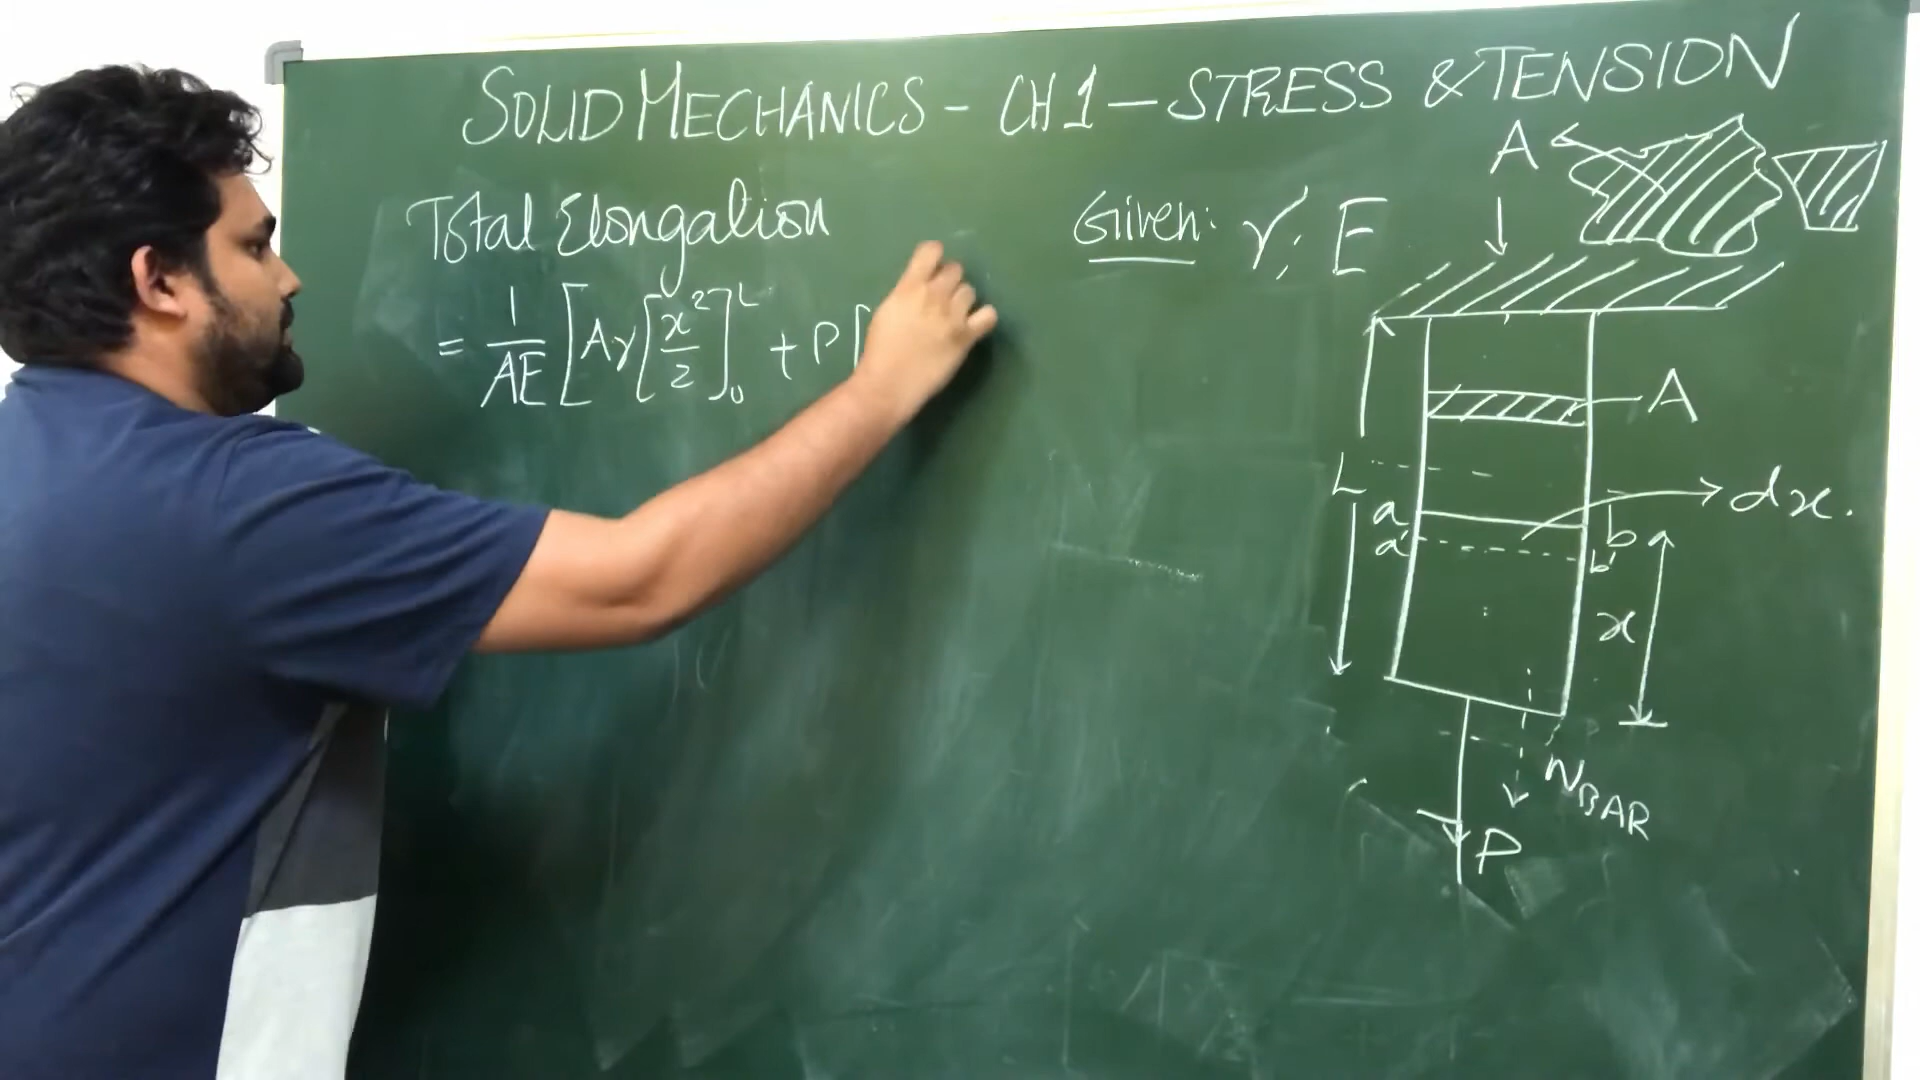 SOLID MECHANICS - CH 1 - STRESS & TENSION
Total Elongation
= 1/AE [Aγ[x²/2]₀ᴸ + P[
Given: γ, E
A
A
L
a
a'
b
b'
dx.
x
WBAR
P